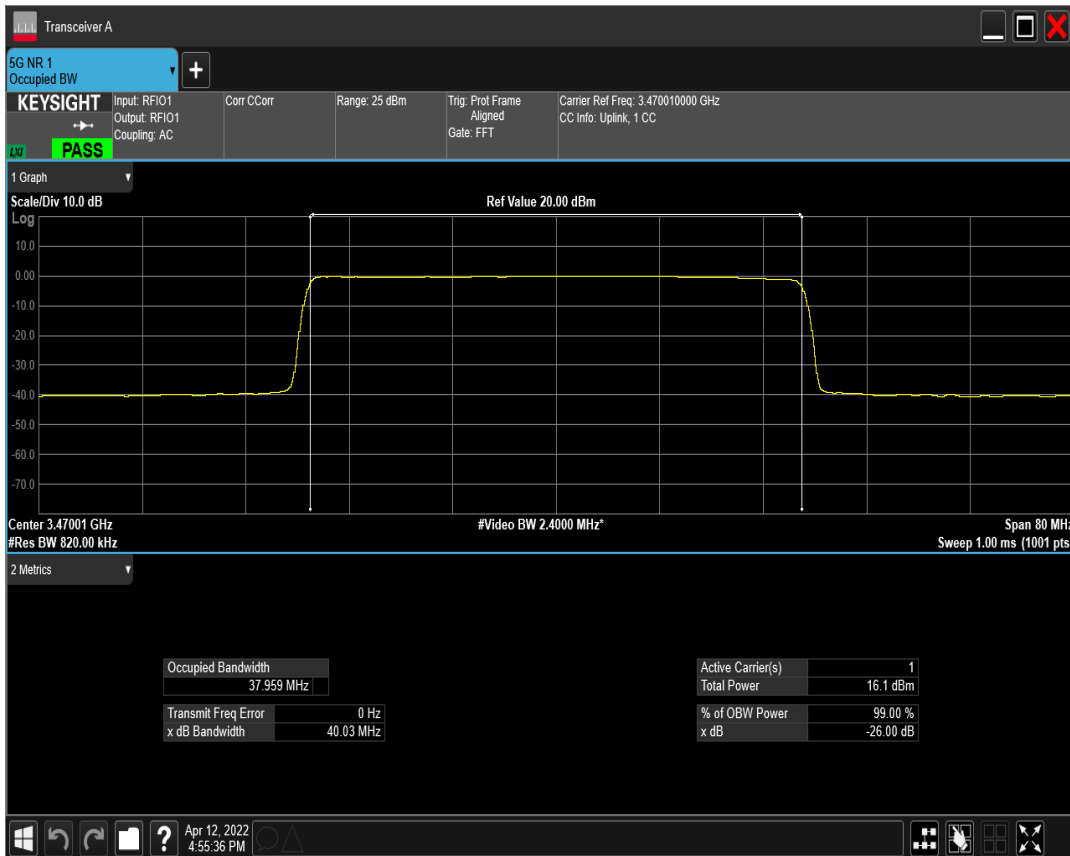 Transceiver A
5G NR 1
Occupied BW
KEYSIGHT
LXI
PASS
Input: RFIO1
Output: RFIO1
Coupling: AC
Corr CCorr
Range: 25 dBm
Trig: Prot Frame
Aligned
Gate: FFT
Carrier Ref Freq: 3.470010000 GHz
CC Info: Uplink, 1 CC
1 Graph
Scale/Div 10.0 dB
Ref Value 20.00 dBm
Log
10.0
0.00
-10.0
-20.0
-30.0
-40.0
-50.0
-60.0
-70.0
Center 3.47001 GHz
#Video BW 2.4000 MHz*
Span 80 MHz
#Res BW 820.00 kHz
Sweep 1.00 ms (1001 pts
2 Metrics
Occupied Bandwidth
37.959 MHz
Transmit Freq Error 0 Hz
x dB Bandwidth 40.03 MHz
Active Carrier(s) 1
Total Power 16.1 dBm
% of OBW Power 99.00 %
x dB -26.00 dB
?
Apr 12, 2022
4:55:36 PM